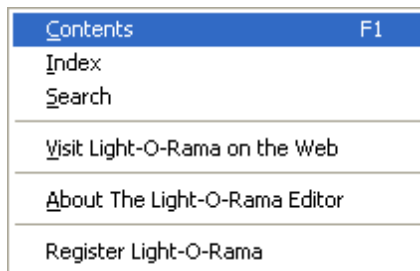 Contents F1
Index
Search
Visit Light-O-Rama on the Web
About The Light-O-Rama Editor
Register Light-O-Rama